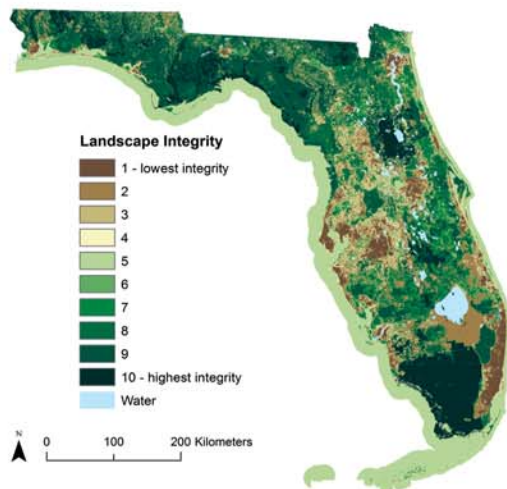 Landscape Integrity
1 - lowest integrity
2
3
4
5
6
7
8
9
10 - highest integrity
Water
N
0 100 200 Kilometers